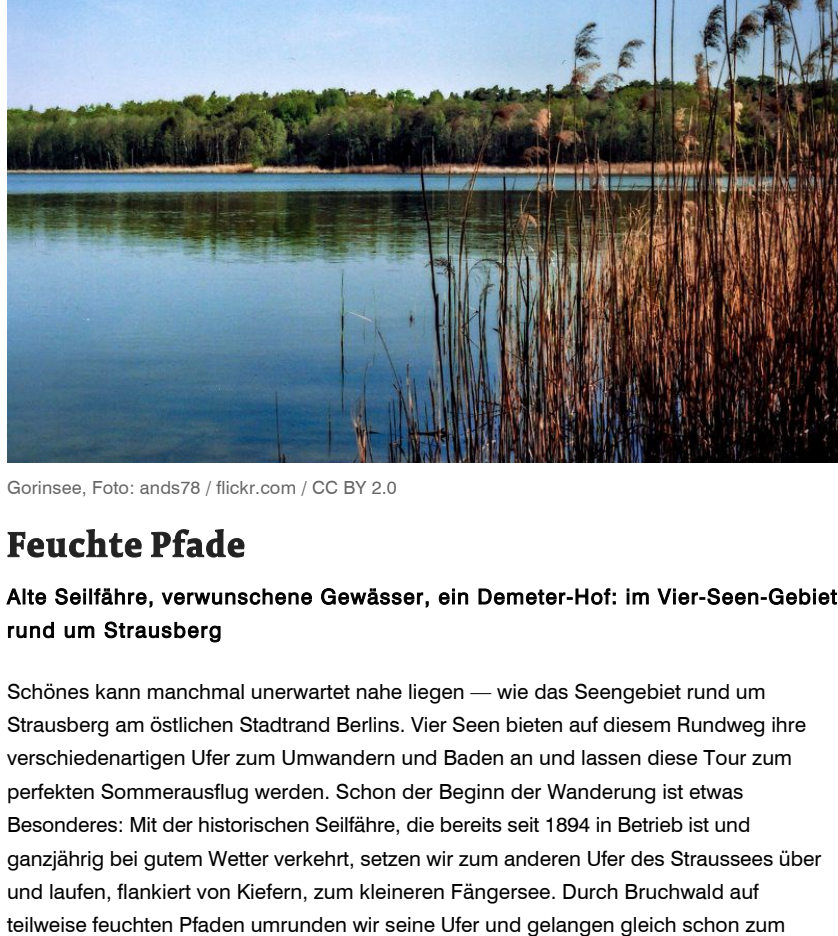 Gorinsee, Foto: ands78 / flickr.com / CC BY 2.0
Feuchte Pfade
Alte Seilfähre, verwunschene Gewässer, ein Demeter-Hof: im Vier-Seen-Gebiet
rund um Strausberg
Schönes kann manchmal unerwartet nahe liegen — wie das Seengebiet rund um
Strausberg am östlichen Stadtrand Berlins. Vier Seen bieten auf diesem Rundweg ihre
verschiedenartigen Ufer zum Umwandern und Baden an und lassen diese Tour zum
perfekten Sommerausflug werden. Schon der Beginn der Wanderung ist etwas
Besonderes: Mit der historischen Seilfähre, die bereits seit 1894 in Betrieb ist und
ganzjährig bei gutem Wetter verkehrt, setzen wir zum anderen Ufer des Straussees über
und laufen, flankiert von Kiefern, zum kleineren Fängersee. Durch Bruchwald auf
teilweise feuchten Pfaden umrunden wir seine Ufer und gelangen gleich schon zum